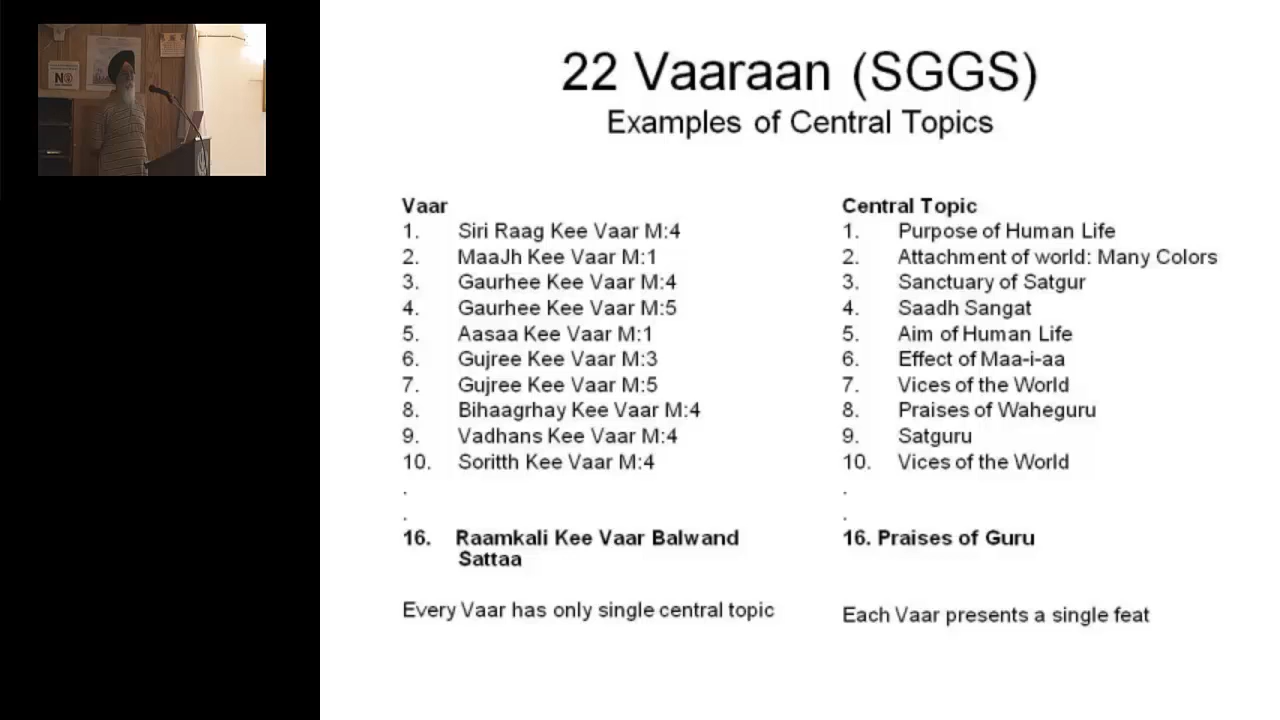 NO
22 Vaaraan (SGGS)
Examples of Central Topics
Vaar
1. Siri Raag Kee Vaar M:4
2. MaaJh Kee Vaar M:1
3. Gaurhee Kee Vaar M:4
4. Gaurhee Kee Vaar M:5
5. Aasaa Kee Vaar M:1
6. Gujree Kee Vaar M:3
7. Gujree Kee Vaar M:5
8. Bihaagrhay Kee Vaar M:4
9. Vadhans Kee Vaar M:4
10. Soritth Kee Vaar M:4
.
.
16. Raamkali Kee Vaar Balwand
Sattaa
Every Vaar has only single central topic
Central Topic
1. Purpose of Human Life
2. Attachment of world: Many Colors
3. Sanctuary of Satgur
4. Saadh Sangat
5. Aim of Human Life
6. Effect of Maa-i-aa
7. Vices of the World
8. Praises of Waheguru
9. Satguru
10. Vices of the World
.
.
16. Praises of Guru
Each Vaar presents a single feat